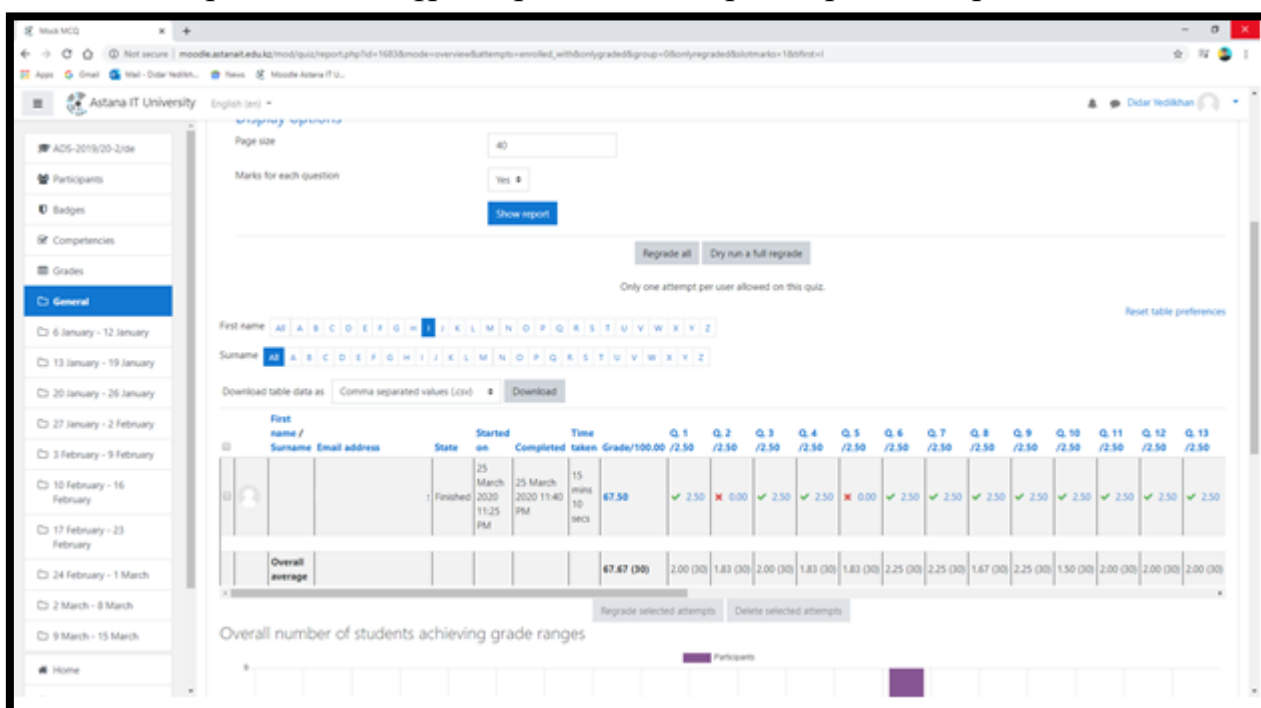 Mock MCQ
Not secure | moodle.astanait.edu.kz/mod/quiz/report.php?id=1683&mode=overview&attempts=enrolled_with&onlygraded&group=0&onlyregraded&slotmarks=1&tifirst=I
Apps Gmail Mail - Didar Yedilkh... News Moodle Astana IT U...
Astana IT University English (en) Didar Yedilkhan
Display options
ADS-2019/20-2/de
Participants
Badges
Competencies
Grades
General
6 January - 12 January
13 January - 19 January
20 January - 26 January
27 January - 2 February
3 February - 9 February
10 February - 16
February
17 February - 23
February
24 February - 1 March
2 March - 8 March
9 March - 15 March
Home
Page size 40
Marks for each question Yes
Show report
Regrade all Dry run a full regrade
Only one attempt per user allowed on this quiz.
Reset table preferences
First name All A B C D E F G H I J K L M N O P Q R S T U V W X Y Z
Surname All A B C D E F G H I J K L M N O P Q R S T U V W X Y Z
Download table data as Comma separated values (.csv) Download
First
name / Started Time Q. 1 Q. 2 Q. 3 Q. 4 Q. 5 Q. 6 Q. 7 Q. 8 Q. 9 Q. 10 Q. 11 Q. 12 Q. 13
Surname Email address State on Completed taken Grade/100.00 /2.50 /2.50 /2.50 /2.50 /2.50 /2.50 /2.50 /2.50 /2.50 /2.50 /2.50 /2.50 /2.50
25
March 25 March 15
Finished 2020 2020 11:40 mins 67.50 2.50 0.00 2.50 2.50 0.00 2.50 2.50 2.50 2.50 2.50 2.50 2.50 2.50
11:25 PM 10
PM secs
Overall
average 67.67 (30) 2.00 (30) 1.83 (30) 2.00 (30) 1.83 (30) 1.83 (30) 2.25 (30) 2.25 (30) 1.67 (30) 2.25 (30) 1.50 (30) 2.00 (30) 2.00 (30) 2.00 (30)
Regrade selected attempts Delete selected attempts
Overall number of students achieving grade ranges
Participants